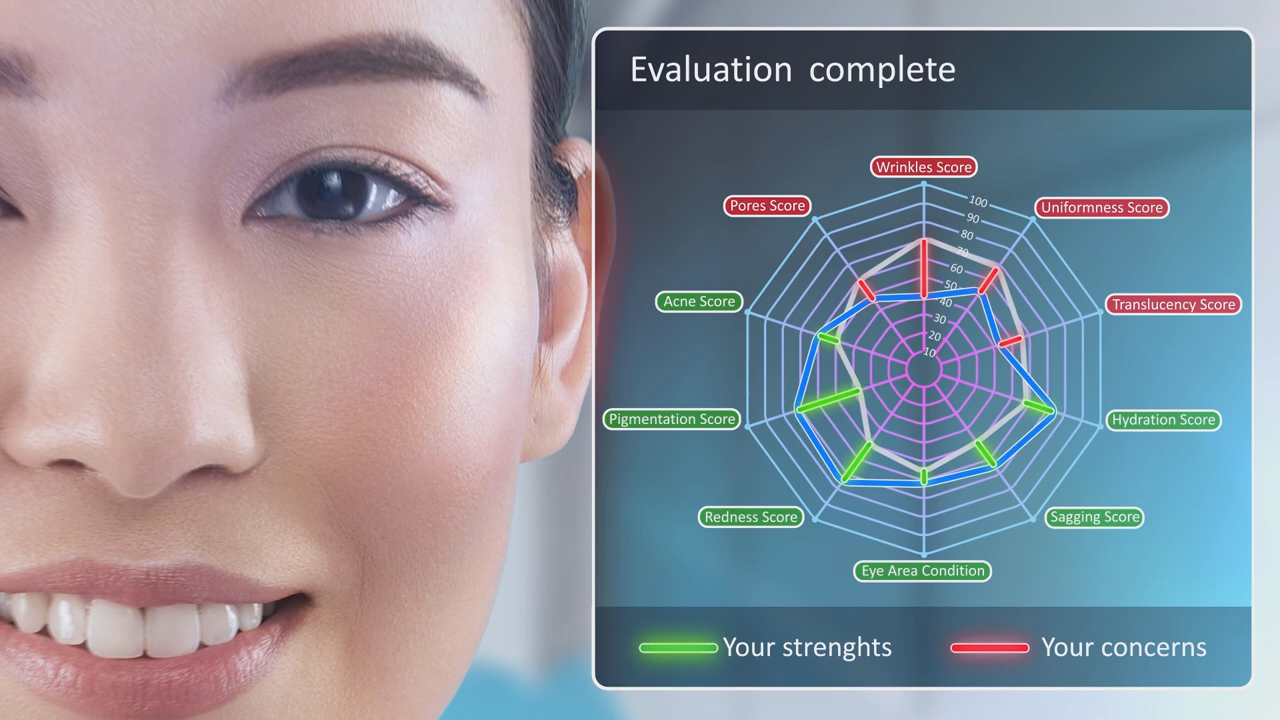 Evaluation complete
Wrinkles Score
Pores Score
Uniformness Score
100
90
80
70
60
50
40
30
20
10
Acne Score
Translucency Score
Pigmentation Score
Hydration Score
Redness Score
Sagging Score
Eye Area Condition
Your strenghts
Your concerns